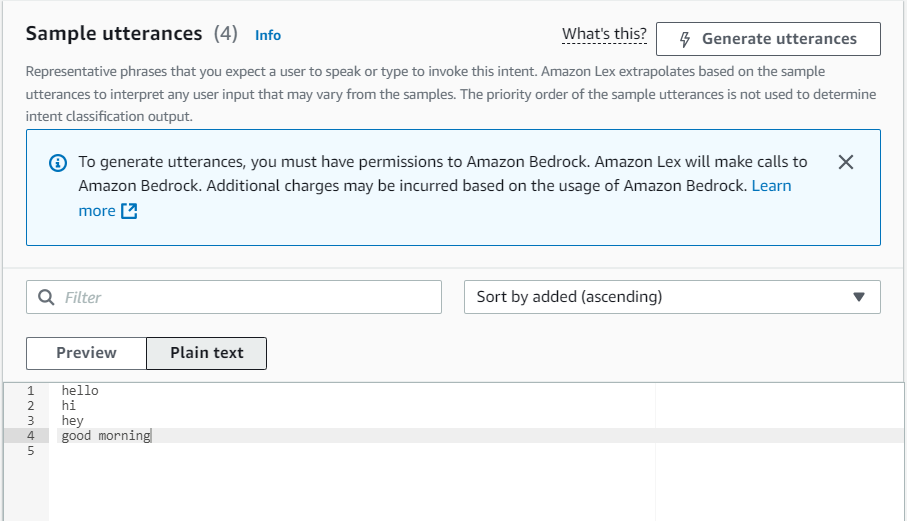 Sample utterances (4) Info What's this? Generate utterances
Representative phrases that you expect a user to speak or type to invoke this intent. Amazon Lex extrapolates based on the sample
utterances to interpret any user input that may vary from the samples. The priority order of the sample utterances is not used to determine
intent classification output.
To generate utterances, you must have permissions to Amazon Bedrock. Amazon Lex will make calls to
Amazon Bedrock. Additional charges may be incurred based on the usage of Amazon Bedrock. Learn
more
Filter Sort by added (ascending)
Preview Plain text
1 hello
2 hi
3 hey
4 good morning
5